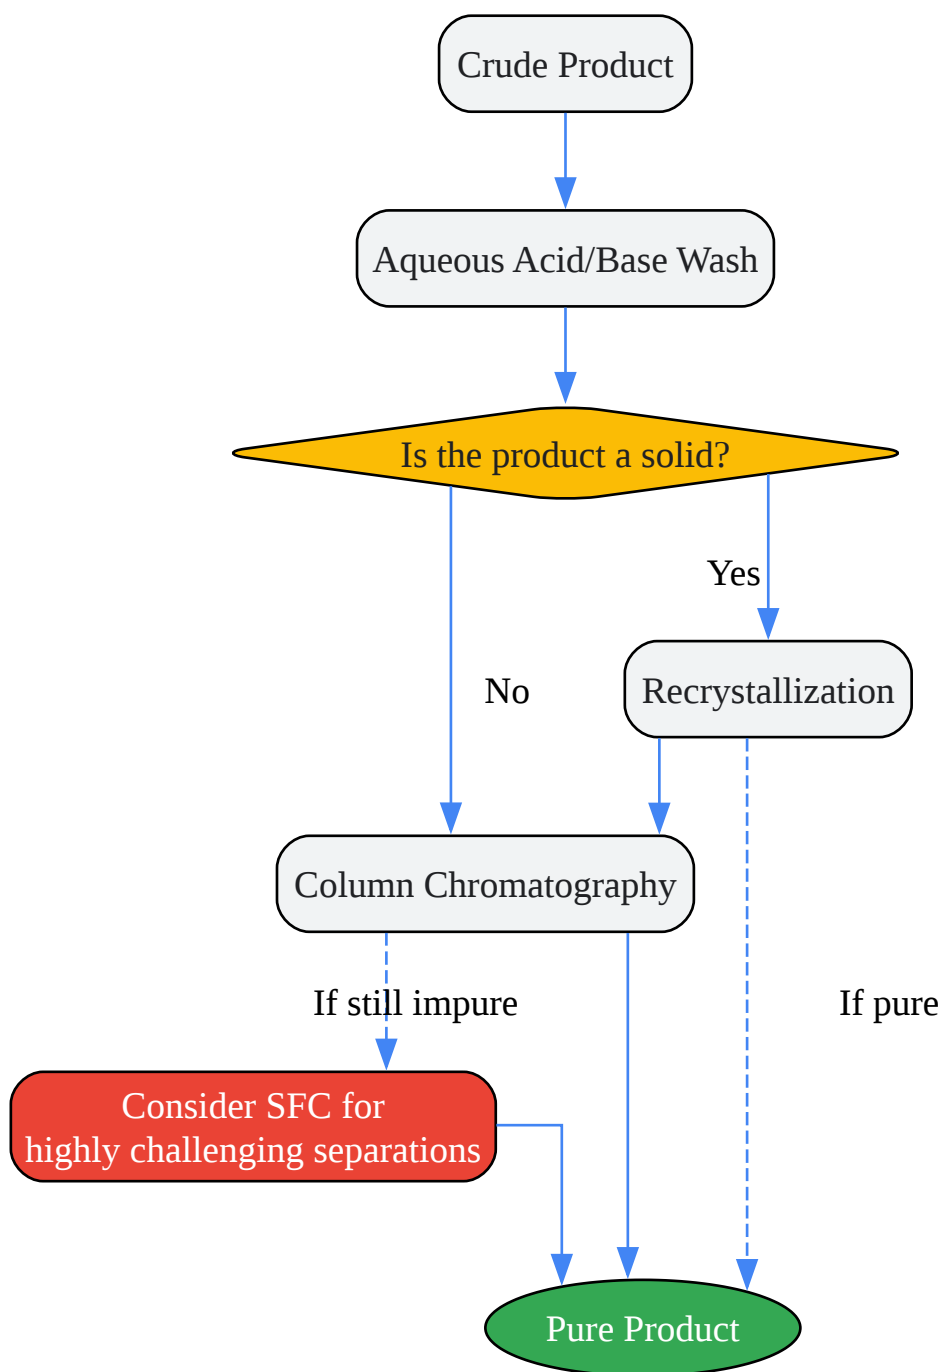 Crude Product
Aqueous Acid/Base Wash
Is the product a solid?
Yes
No
Recrystallization
Column Chromatography
If still impure
If pure
Consider SFC for
highly challenging separations
Pure Product